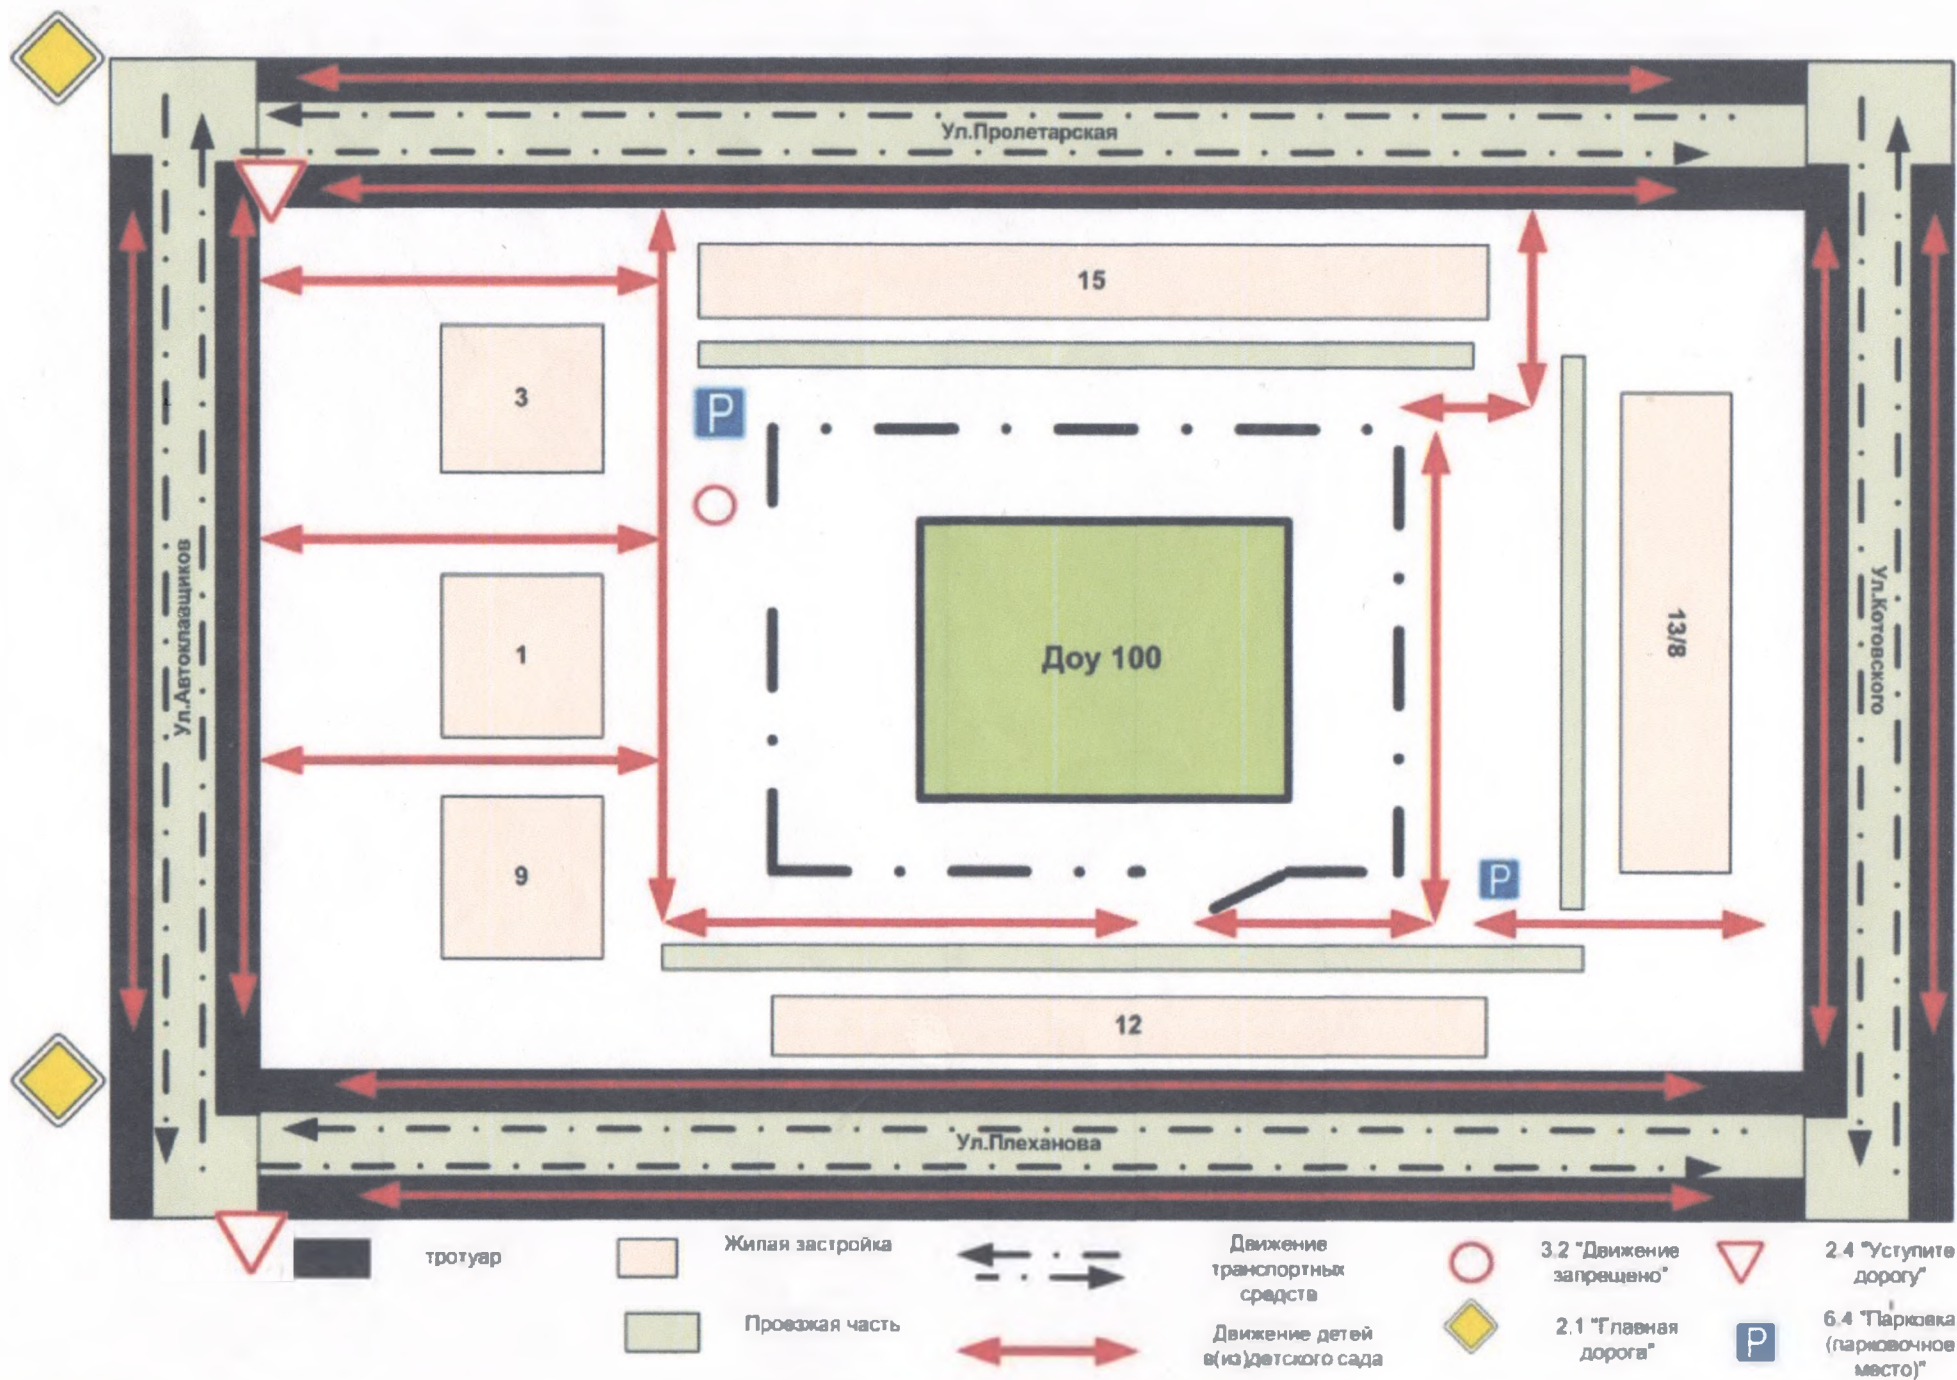 Ул.Пролетарская
15
P
3
Ул.Автоклавщиков
Ул.Котовского
1
Доу 100
13/8
9
P
12
Ул.Плеханова
тротуар
Жилая застройка
Движение
транспортных
средств
3.2 "Движение
запрещено"
2.4 "Уступите
дорогу"
Проезжая часть
Движение детей
в(из)детского сада
2.1 "Главная
дорога"
P
6.4 "Парковка
(парковочное
место)"